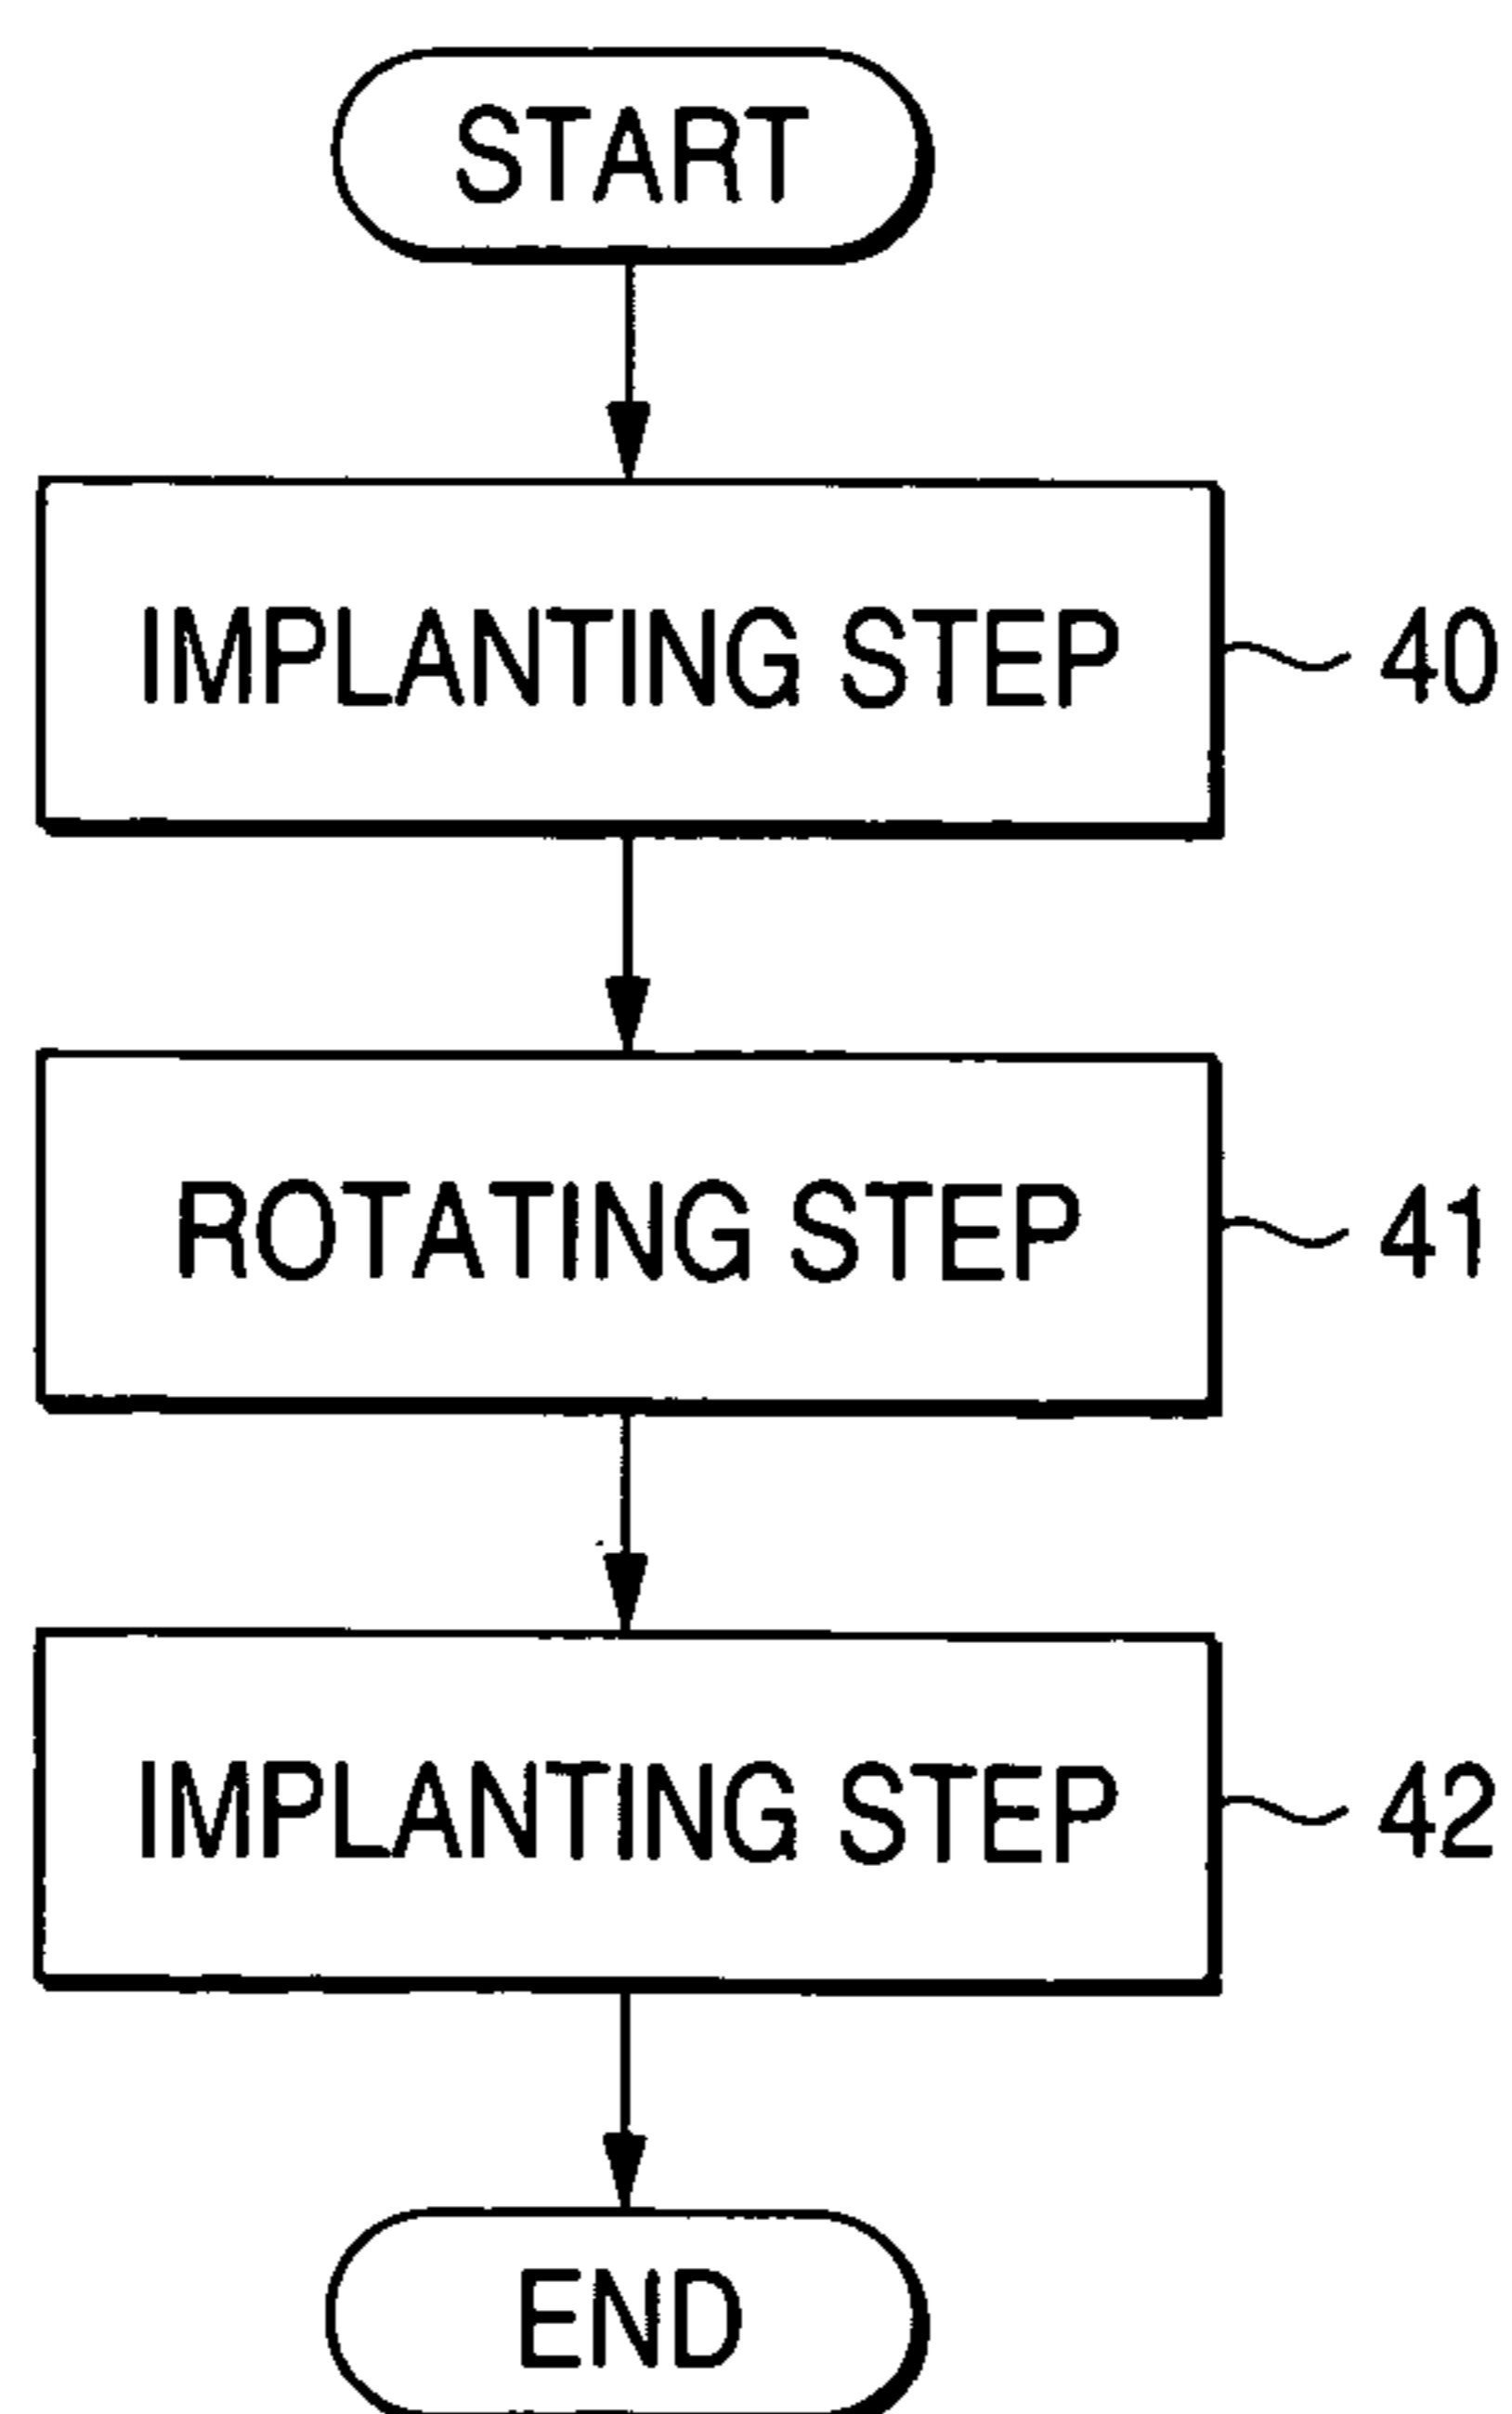 START
IMPLANTING STEP 40
ROTATING STEP 41
IMPLANTING STEP 42
END